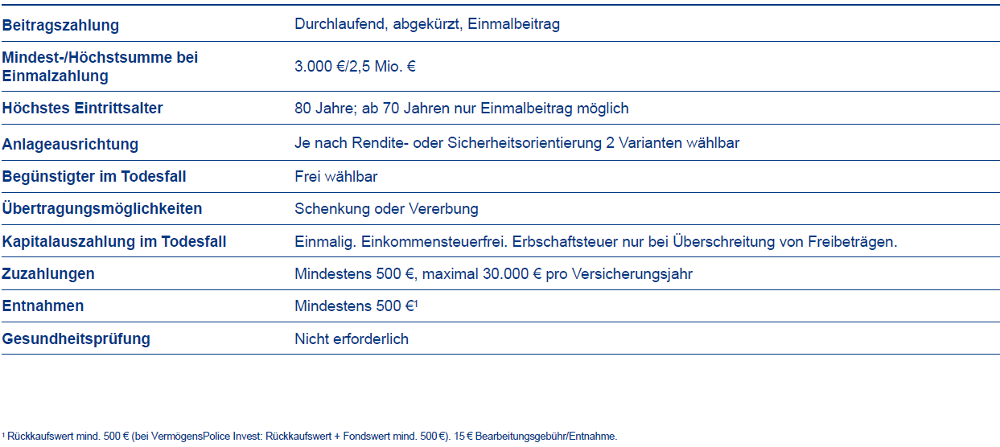 Beitragszahlung Durchlaufend, abgekürzt, Einmalbeitrag
Mindest-/Höchstsumme bei
Einmalzahlung 3.000 €/2,5 Mio. €
Höchstes Eintrittsalter 80 Jahre; ab 70 Jahren nur Einmalbeitrag möglich
Anlageausrichtung Je nach Rendite- oder Sicherheitsorientierung 2 Varianten wählbar
Begünstigter im Todesfall Frei wählbar
Übertragungsmöglichkeiten Schenkung oder Vererbung
Kapitalauszahlung im Todesfall Einmalig. Einkommensteuerfrei. Erbschaftsteuer nur bei Überschreitung von Freibeträgen.
Zuzahlungen Mindestens 500 €, maximal 30.000 € pro Versicherungsjahr
Entnahmen Mindestens 500 €¹
Gesundheitsprüfung Nicht erforderlich
¹ Rückkaufswert mind. 500 € (bei VermögensPolice Invest: Rückkaufswert + Fondswert mind. 500 €). 15 € Bearbeitungsgebühr/Entnahme.